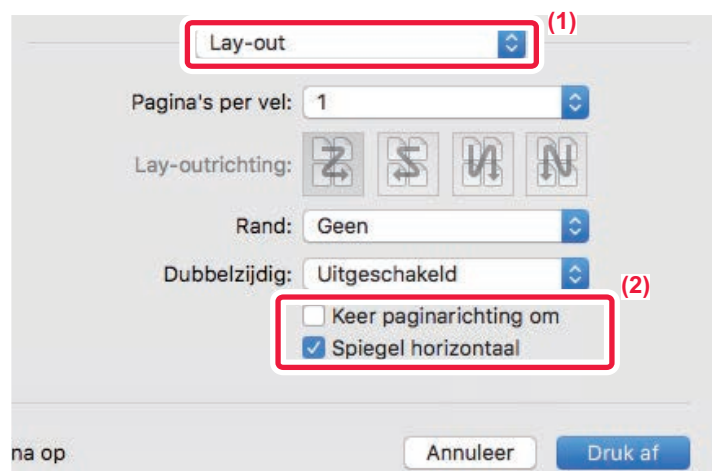 (1)
Lay-out
Pagina's per vel: 1
Lay-outrichting:
Rand: Geen
Dubbelzijdig: Uitgeschakeld
(2)
Keer paginarichting om
Spiegel horizontaal
na op Annuleer Druk af